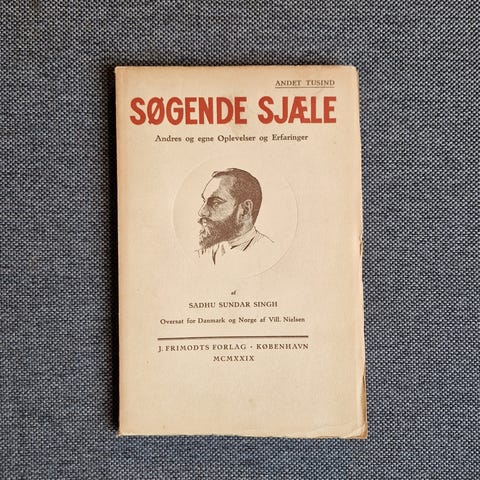 ANDET TUSIND
SØGENDE SJÆLE
Andres og egne Oplevelser og Erfaringer
af
SADHU SUNDAR SINGH
Oversat for Danmark og Norge af Vill. Nielsen
J. FRIMODTS FORLAG · KØBENHAVN
MCMXXIX